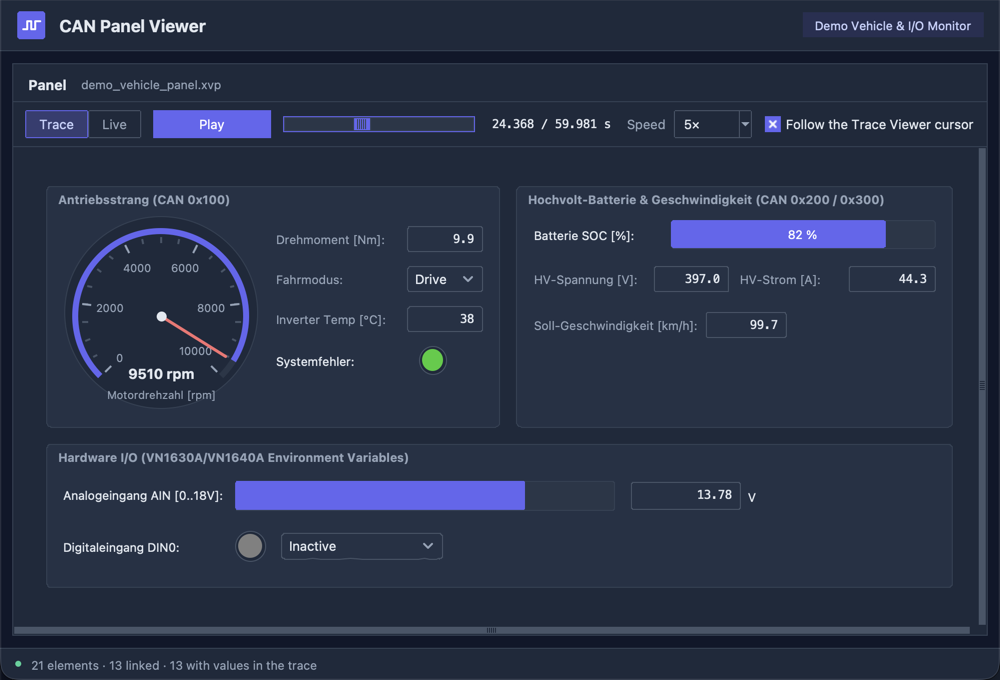 CAN Panel Viewer
Demo Vehicle & I/O Monitor
Panel demo_vehicle_panel.xvp
Trace Live Play 24.368 / 59.981 s Speed 5× Follow the Trace Viewer cursor
Antriebsstrang (CAN 0x100)
4000 6000
2000 8000
0 10000
9510 rpm
Motordrehzahl [rpm]
Drehmoment [Nm]: 9.9
Fahrmodus: Drive
Inverter Temp [°C]: 38
Systemfehler:
Hochvolt-Batterie & Geschwindigkeit (CAN 0x200 / 0x300)
Batterie SOC [%]: 82 %
HV-Spannung [V]: 397.0 HV-Strom [A]: 44.3
Soll-Geschwindigkeit [km/h]: 99.7
Hardware I/O (VN1630A/VN1640A Environment Variables)
Analogeingang AIN [0..18V]: 13.78 V
Digitaleingang DIN0: Inactive
21 elements · 13 linked · 13 with values in the trace